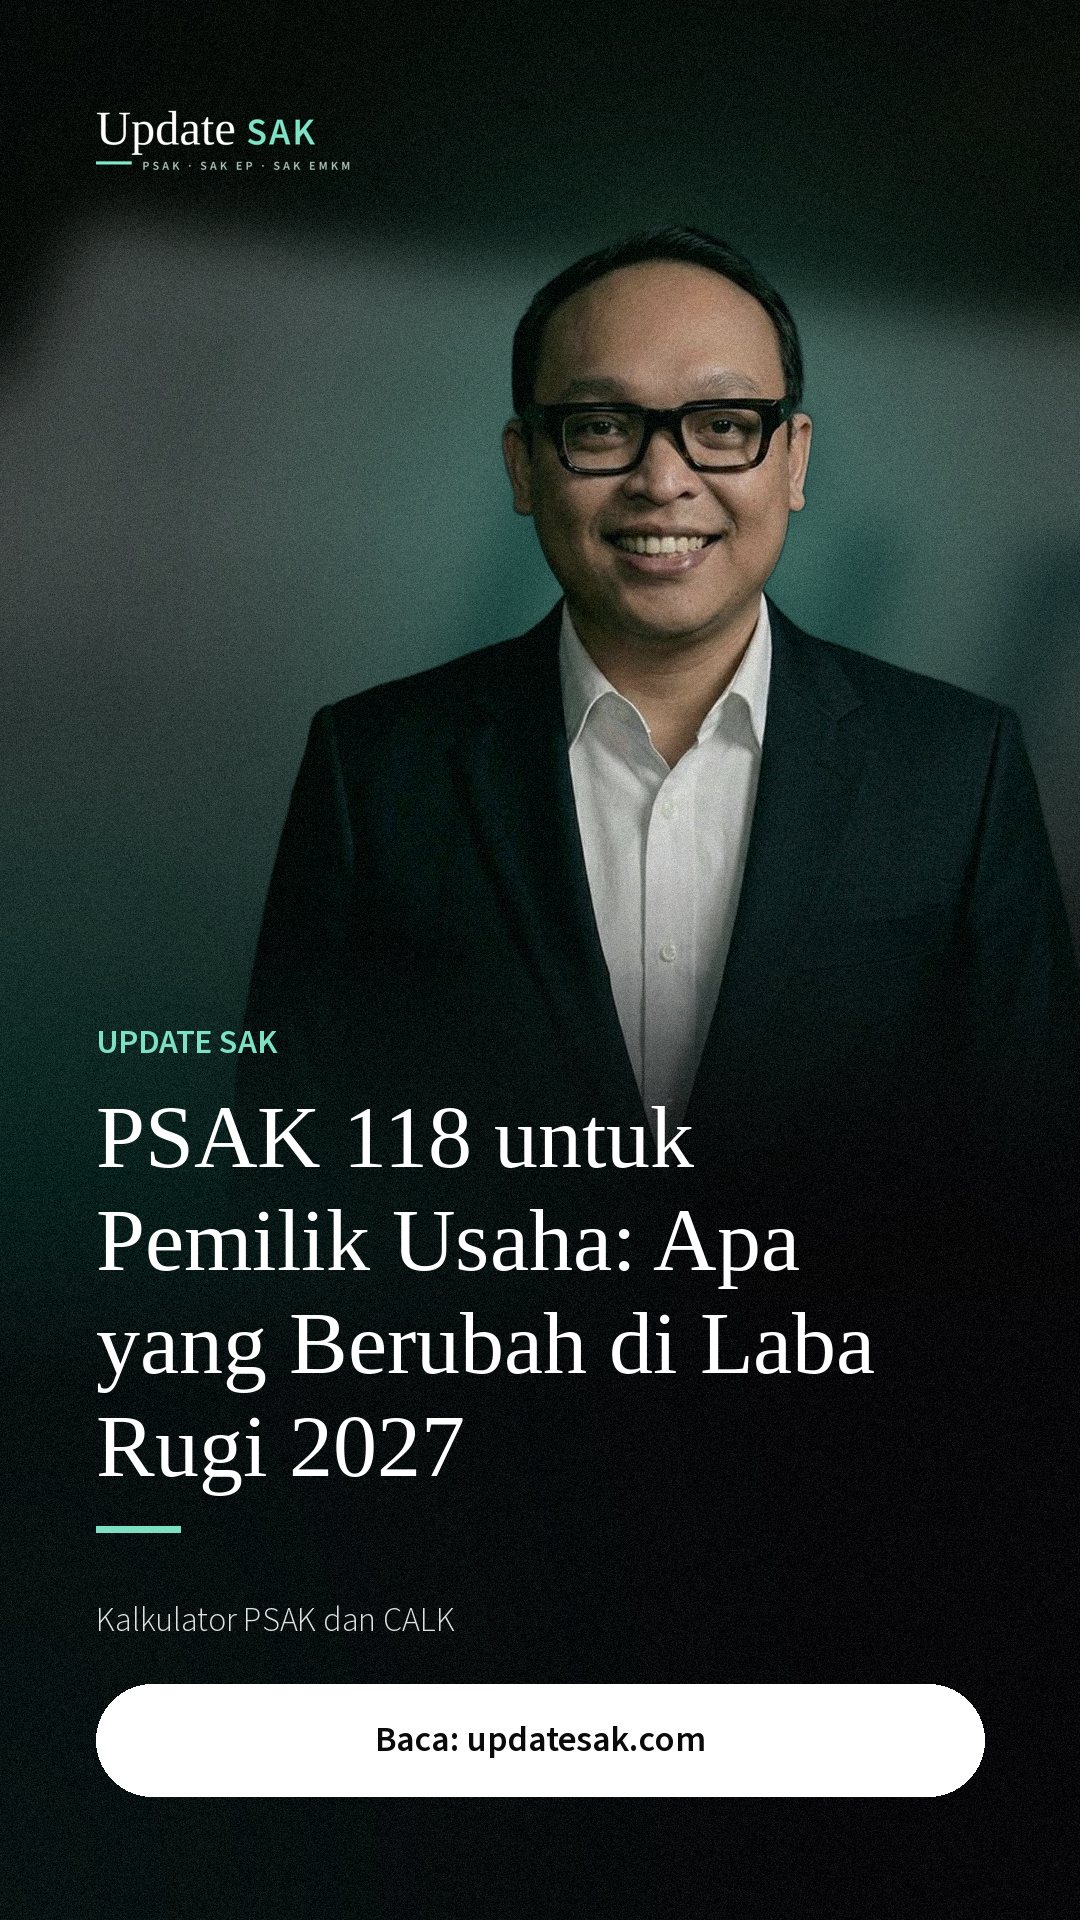 Update SAK
PSAK · SAK EP · SAK EMKM
UPDATE SAK
PSAK 118 untuk
Pemilik Usaha: Apa
yang Berubah di Laba
Rugi 2027
Kalkulator PSAK dan CALK
Baca: updatesak.com